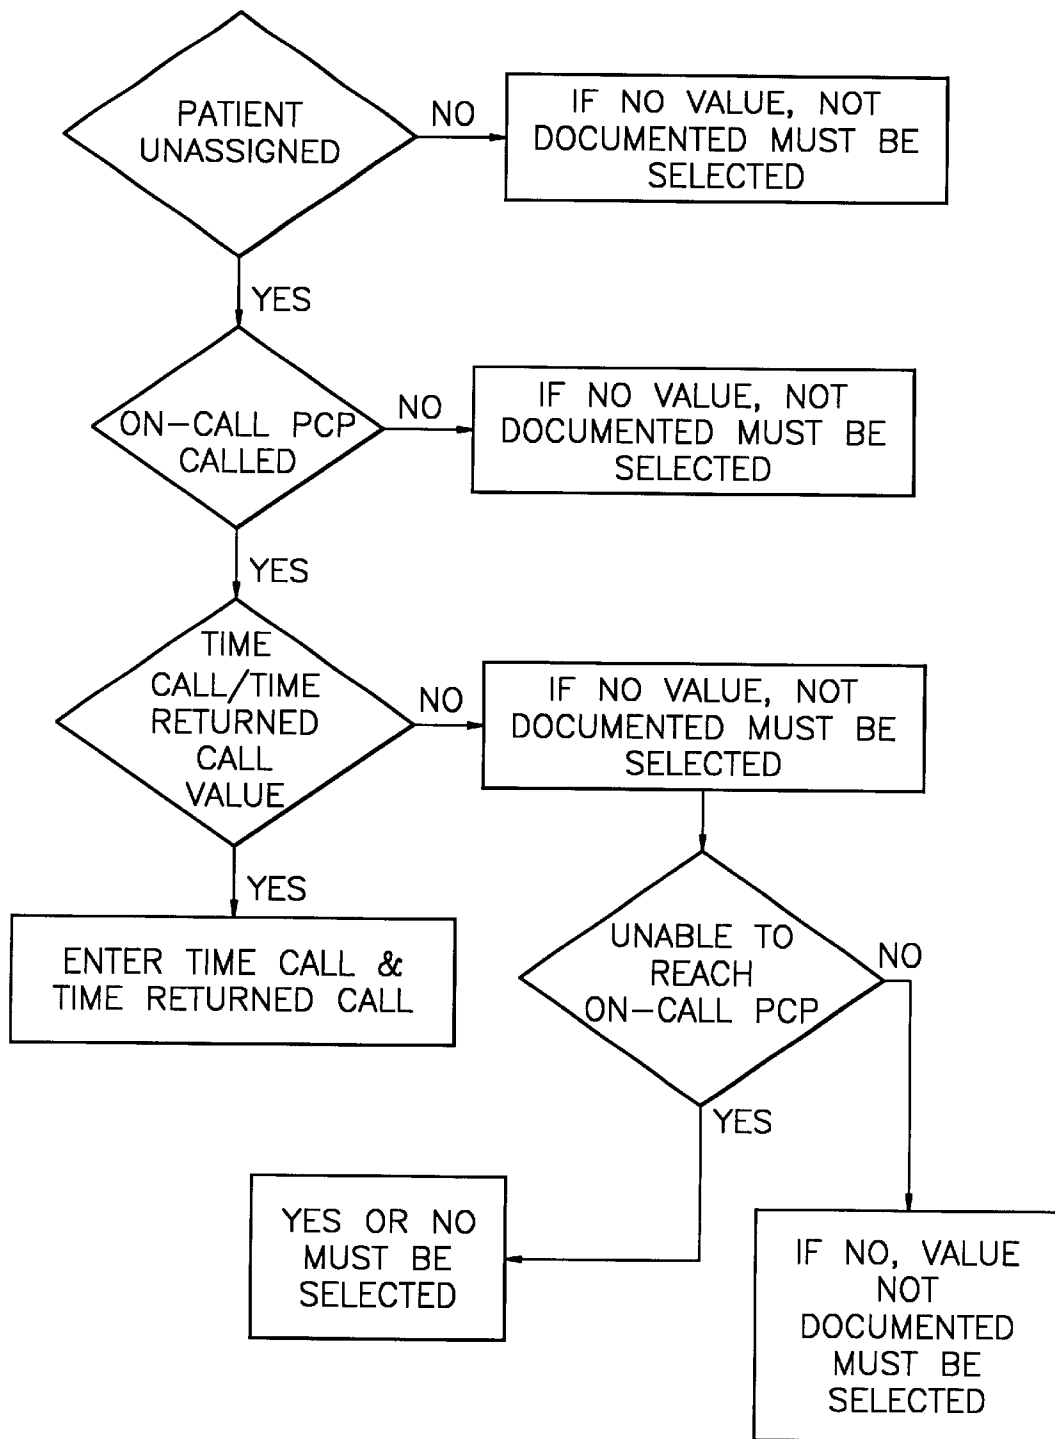 PATIENT
UNASSIGNED
NO
IF NO VALUE, NOT
DOCUMENTED MUST BE
SELECTED
YES
ON-CALL PCP
CALLED
NO
IF NO VALUE, NOT
DOCUMENTED MUST BE
SELECTED
YES
TIME
CALL/TIME
RETURNED
CALL
VALUE
NO
IF NO VALUE, NOT
DOCUMENTED MUST BE
SELECTED
YES
ENTER TIME CALL &
TIME RETURNED CALL
UNABLE TO
REACH
ON-CALL PCP
NO
YES
YES OR NO
MUST BE
SELECTED
IF NO, VALUE
NOT
DOCUMENTED
MUST BE
SELECTED